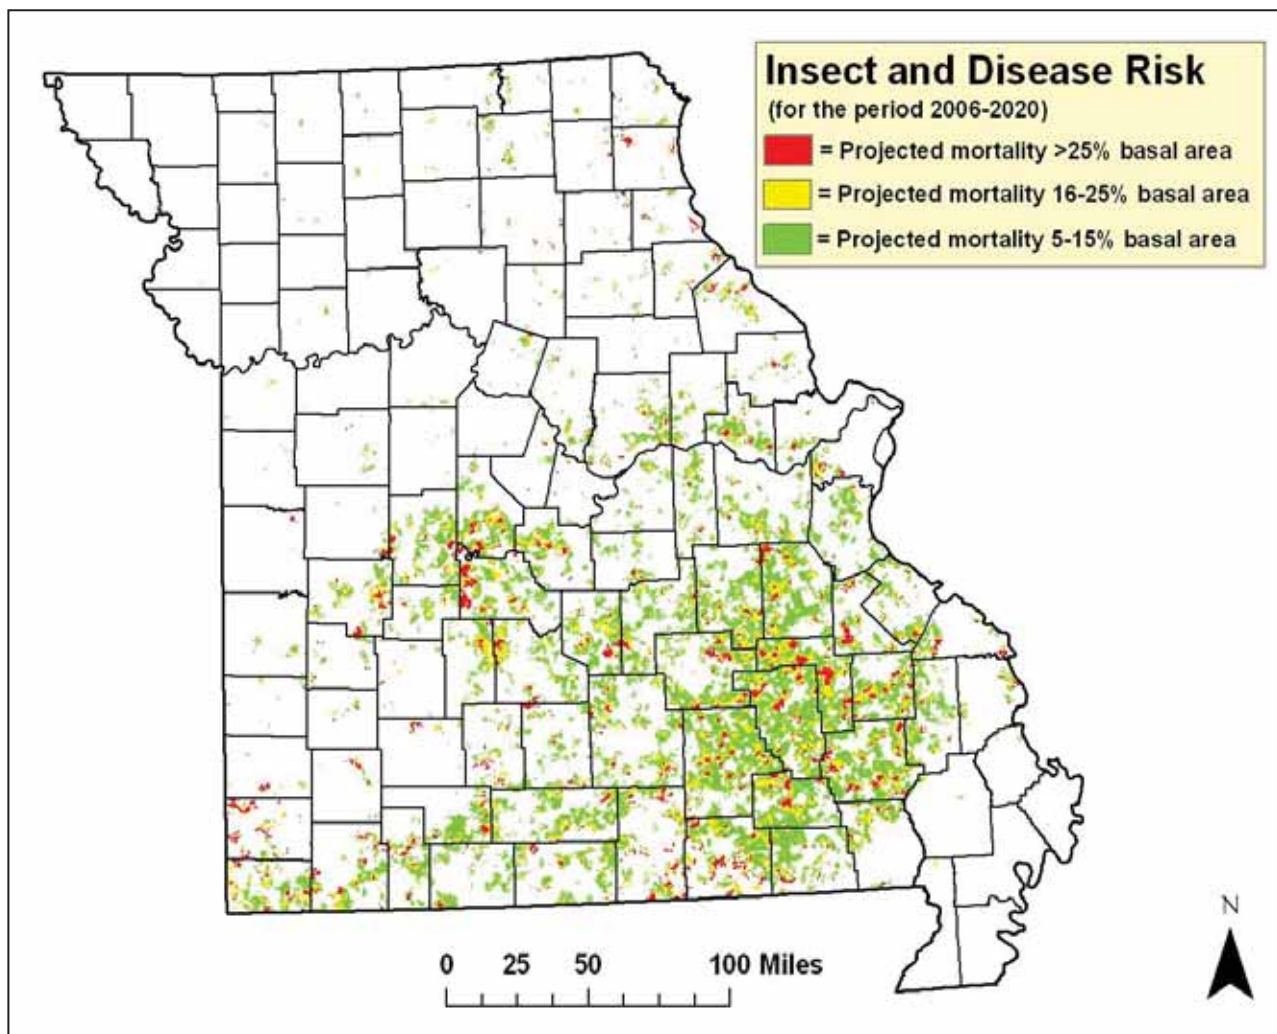 Insect and Disease Risk
(for the period 2006-2020)
= Projected mortality >25% basal area
= Projected mortality 16-25% basal area
= Projected mortality 5-15% basal area
N
0 25 50 100 Miles